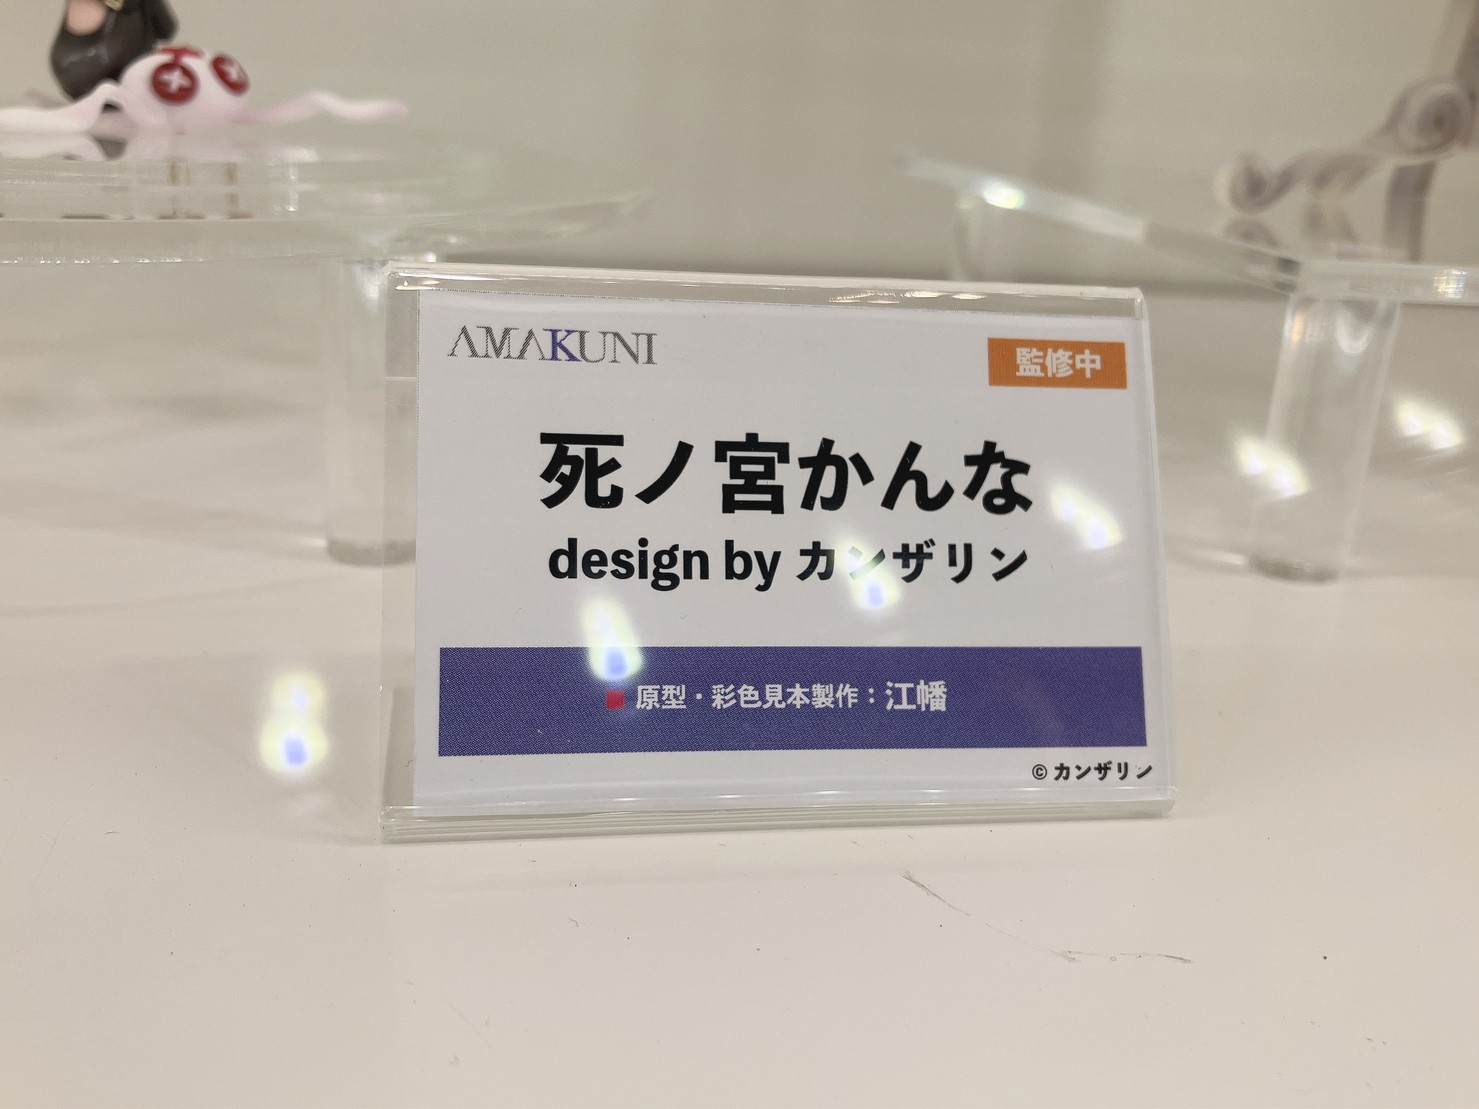 AMAKUNI
監修中
死ノ宮かんな
design by カンザリン
■ 原型・彩色見本製作：江幡
© カンザリン